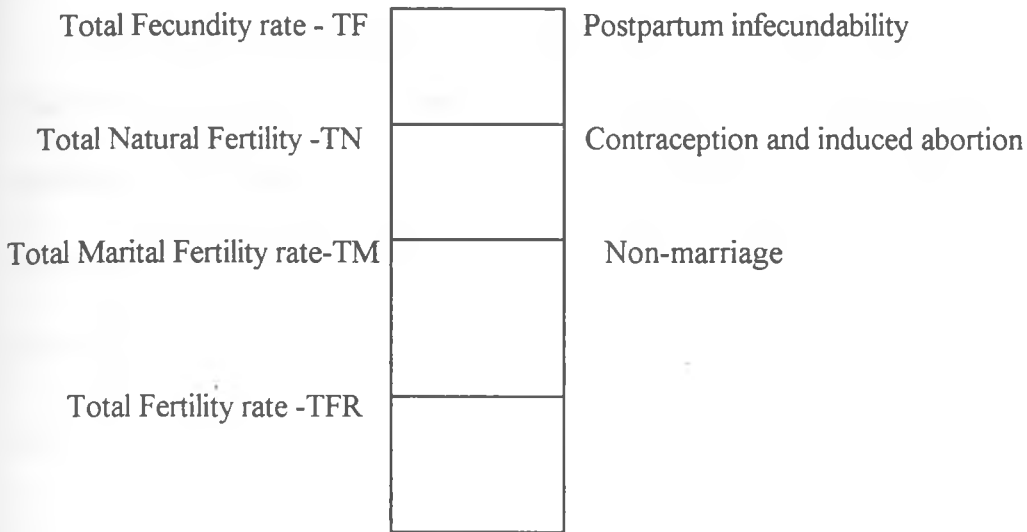 Total Fecundity rate - TF
Postpartum infecundability
Total Natural Fertility -TN
Contraception and induced abortion
Total Marital Fertility rate-TM
Non-marriage
Total Fertility rate -TFR